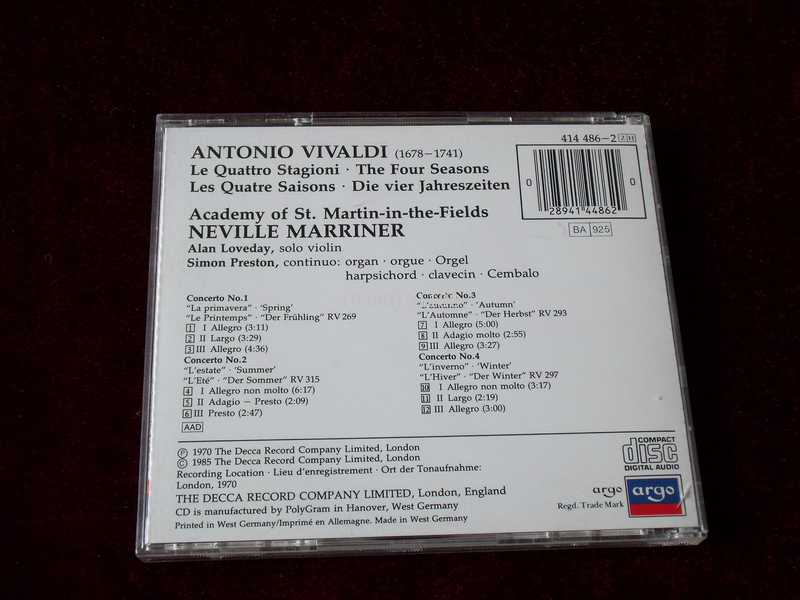 414 486-2 ZH
ANTONIO VIVALDI (1678–1741)
Le Quattro Stagioni · The Four Seasons
Les Quatre Saisons · Die vier Jahreszeiten
0 28941 44862 0
BA 925
Academy of St. Martin-in-the-Fields
NEVILLE MARRINER
Alan Loveday, solo violin
Simon Preston, continuo: organ · orgue · Orgel
harpsichord · clavecin · Cembalo
Concerto No.1
"La primavera" · 'Spring'
"Le Printemps" · "Der Frühling" RV 269
1 I Allegro (3:11)
2 II Largo (3:29)
3 III Allegro (4:36)
Concerto No.2
"L'estate" · 'Summer'
"L'Eté" · "Der Sommer" RV 315
4 I Allegro non molto (6:17)
5 II Adagio – Presto (2:09)
6 III Presto (2:47)
AAD
Concerto No.3
"L'autunno" · 'Autumn'
"L'Automne" · "Der Herbst" RV 293
7 I Allegro (5:00)
8 II Adagio molto (2:55)
9 III Allegro (3:27)
Concerto No.4
"L'inverno" · 'Winter'
"L'Hiver" · "Der Winter" RV 297
10 I Allegro non molto (3:17)
11 II Largo (2:19)
12 III Allegro (3:00)
Ⓟ 1970 The Decca Record Company Limited, London
© 1985 The Decca Record Company Limited, London
Recording Location · Lieu d'enregistrement · Ort der Tonaufnahme:
London, 1970
THE DECCA RECORD COMPANY LIMITED, London, England
CD is manufactured by PolyGram in Hanover, West Germany
Printed in West Germany/Imprimé en Allemagne. Made in West Germany
COMPACT
disc
DIGITAL AUDIO
argo
Regd. Trade Mark
argo